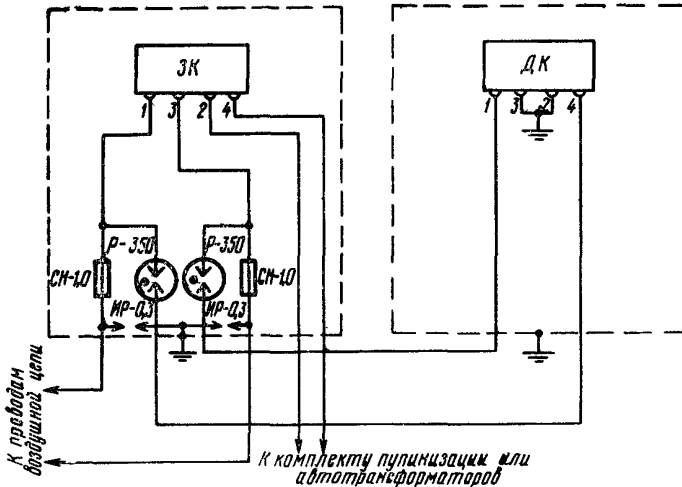 ЗК
1 3 2 4
ДК
1 3 2 4
Р-350 Р-350
СН-1,0 СН-1,0
ИР-0,3 ИР-0,3
К проводам
воздушной цепи
К комплекту пупинизации или
автотрансформаторов